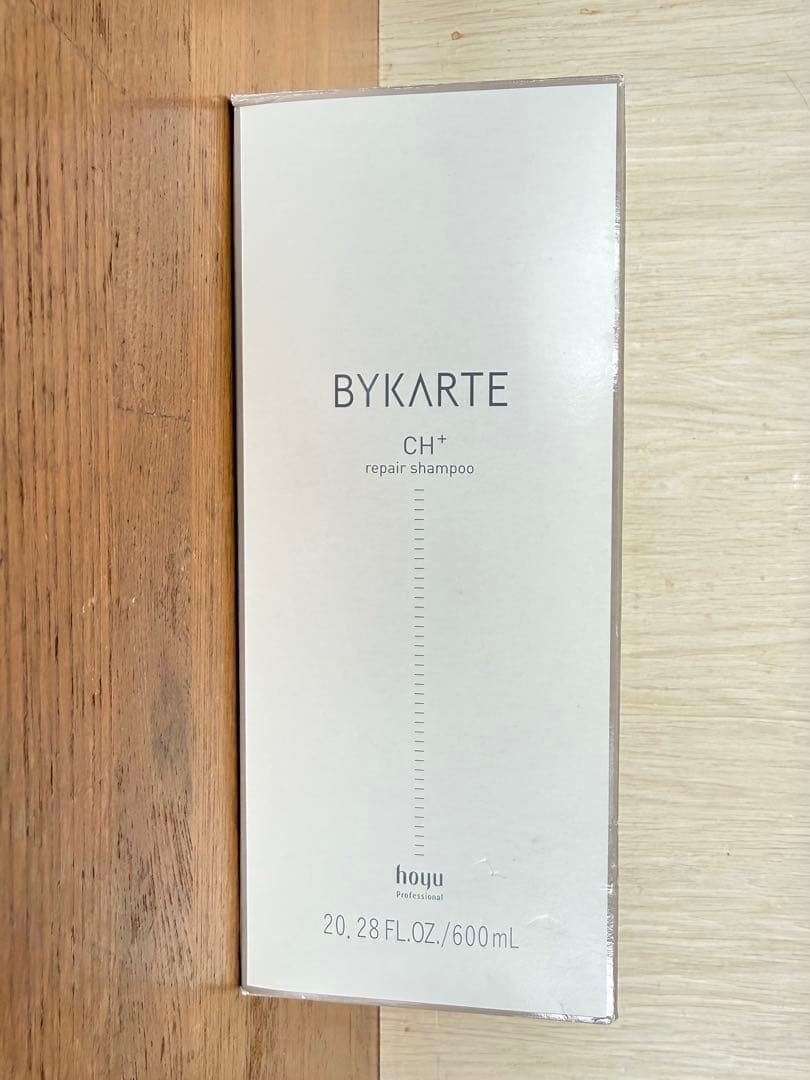 BYKARTE
CH⁺
repair shampoo
hoyu
Professional
20.28 FL.OZ./600mL